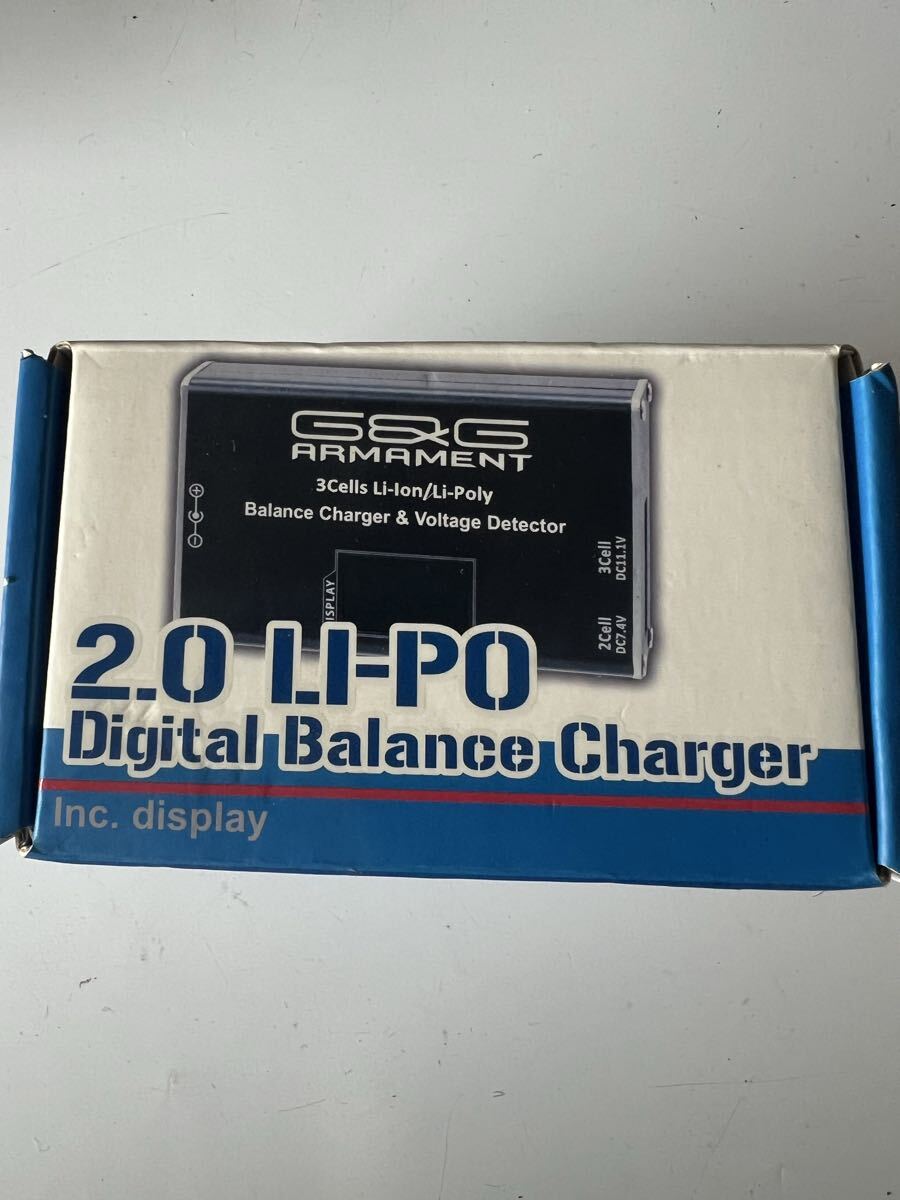 G&G
ARMAMENT
3Cells Li-Ion/Li-Poly
Balance Charger & Voltage Detector
3Cell
DC11.1V
2Cell
DC7.4V
ISPLAY
2.0 LI-PO
Digital Balance Charger
Inc. display